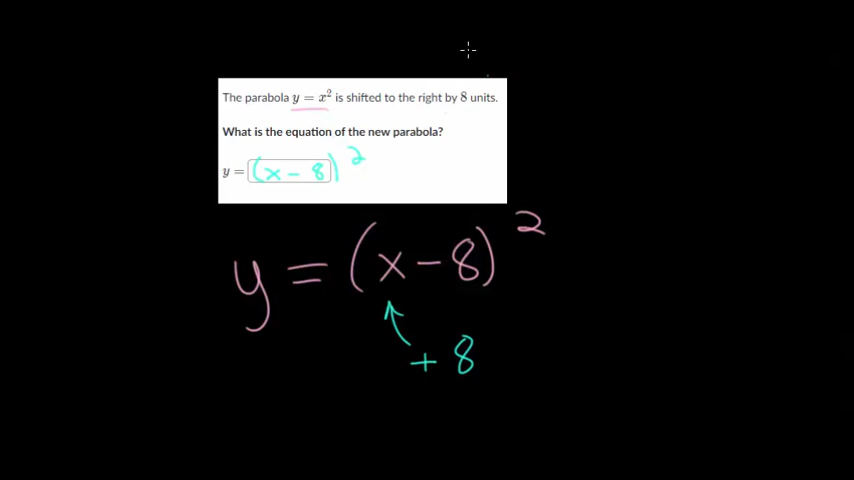 The parabola y = x² is shifted to the right by 8 units.
What is the equation of the new parabola?
y = (x - 8)²
y = (x - 8)²
+ 8